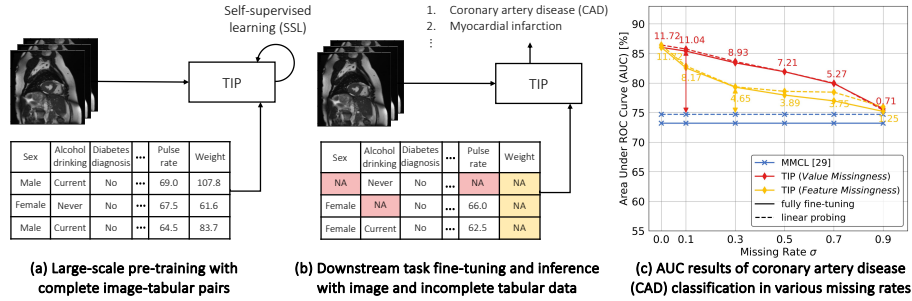 (a)
Self-supervised
learning (SSL)
TIP
Sex Alcohol drinking Diabetes diagnosis ••• Pulse rate Weight
Male Current No ••• 69.0 107.8
Female Never No ••• 67.5 61.6
Male Current No ••• 64.5 83.7
(a) Large-scale pre-training with
complete image-tabular pairs
(b)
1. Coronary artery disease (CAD)
2. Myocardial infarction
⋮
TIP
Sex Alcohol drinking Diabetes diagnosis ••• Pulse rate Weight
NA Never No ••• NA NA
Female NA No ••• 66.0 NA
Female Current No ••• 62.5 NA
(b) Downstream task fine-tuning and inference
with image and incomplete tabular data
(c)
Area Under ROC Curve (AUC) [%]
90
85
80
75
70
65
60
55
11.72
11.04
8.93
7.21
5.27
0.71
8.17
4.65
3.89
3.75
MMCL [29]
TIP (Value Missingness)
TIP (Feature Missingness)
fully fine-tuning
linear probing
0.0 0.1 0.3 0.5 0.7 0.9
Missing Rate σ
(c) AUC results of coronary artery disease
(CAD) classification in various missing rates